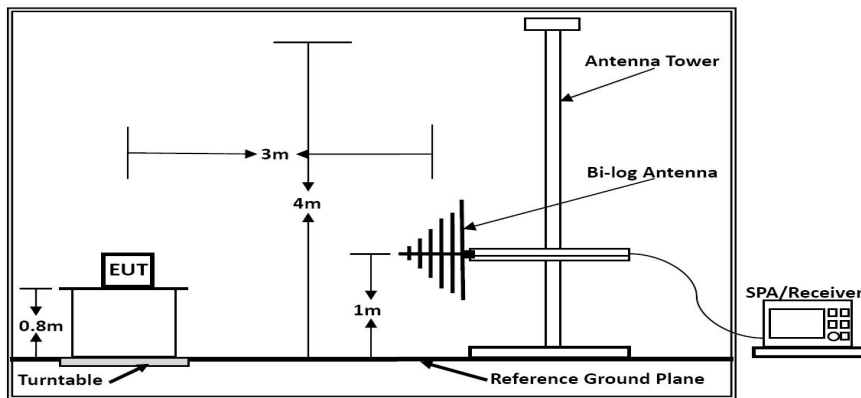 Antenna Tower
3m
Bi-log Antenna
4m
EUT
SPA/Receiver
1m
0.8m
Turntable
Reference Ground Plane